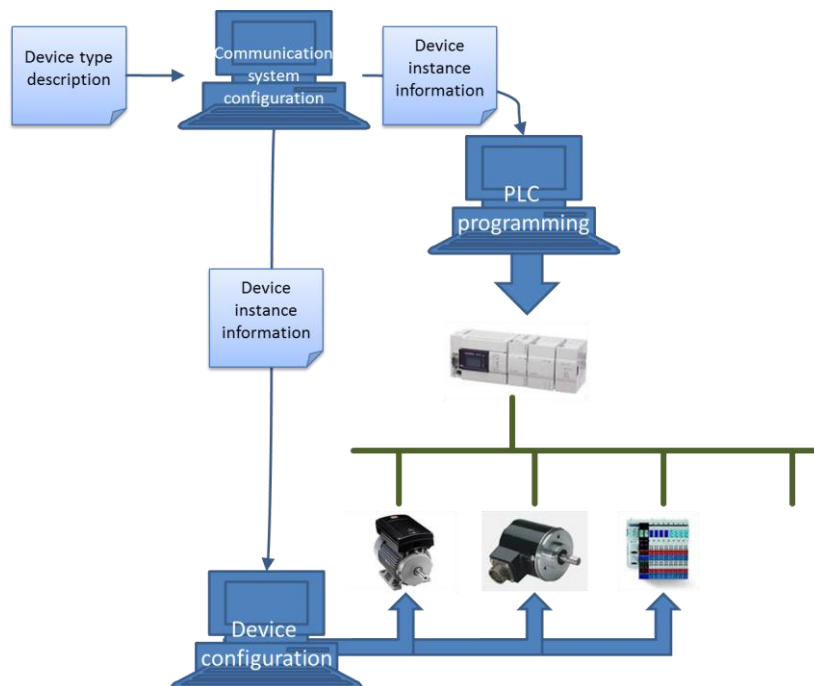 Device type
description
Communication
system
configuration
Device
instance
information
PLC
programming
Device
instance
information
Device
configuration